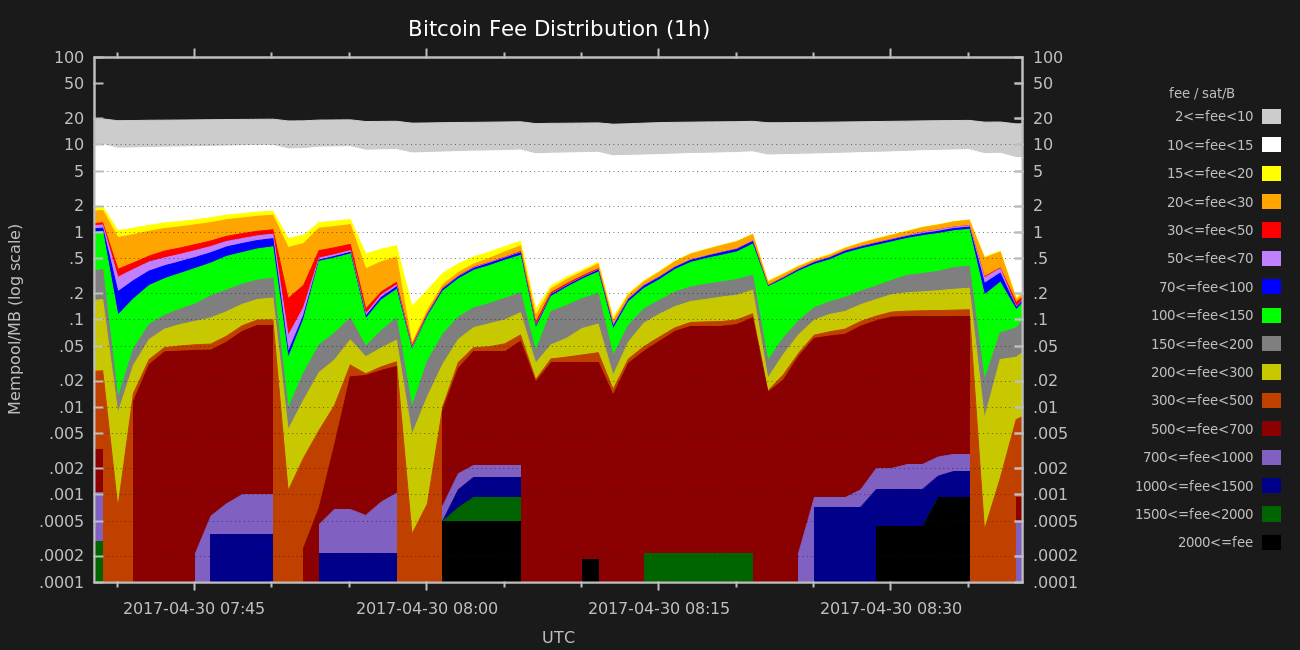 Bitcoin Fee Distribution (1h)
Mempool/MB (log scale)
100
50
20
10
5
2
1
.5
.2
.1
.05
.02
.01
.005
.002
.001
.0005
.0002
.0001
100
50
20
10
5
2
1
.5
.2
.1
.05
.02
.01
.005
.002
.001
.0005
.0002
.0001
2017-04-30 07:45
2017-04-30 08:00
2017-04-30 08:15
2017-04-30 08:30
UTC
fee / sat/B
2<=fee<10
10<=fee<15
15<=fee<20
20<=fee<30
30<=fee<50
50<=fee<70
70<=fee<100
100<=fee<150
150<=fee<200
200<=fee<300
300<=fee<500
500<=fee<700
700<=fee<1000
1000<=fee<1500
1500<=fee<2000
2000<=fee